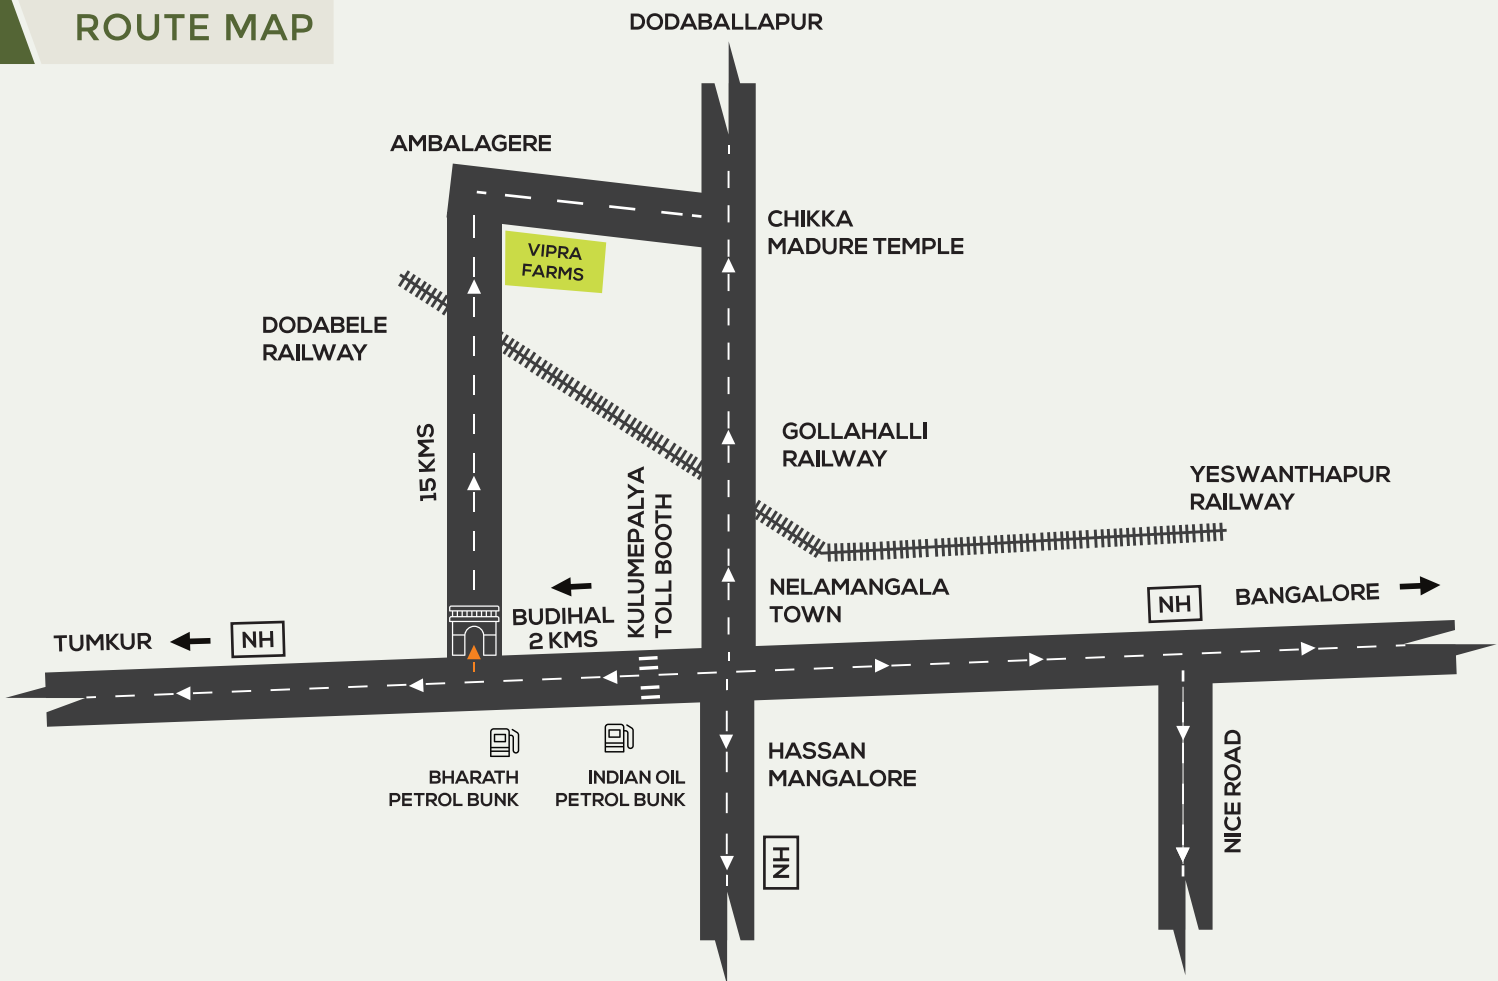 ROUTE MAP
DODABALLAPUR
AMBALAGERE
CHIKKA
MADURE TEMPLE
VIPRA
FARMS
DODABELE
RAILWAY
15 KMS
GOLLAHALLI
RAILWAY
YESWANTHAPUR
RAILWAY
KULUMEPALYA
TOLL BOOTH
NELAMANGALA
TOWN
NH
BANGALORE
BUDIHAL
2 KMS
TUMKUR
NH
BHARATH
PETROL BUNK
INDIAN OIL
PETROL BUNK
HASSAN
MANGALORE
NH
NICE ROAD